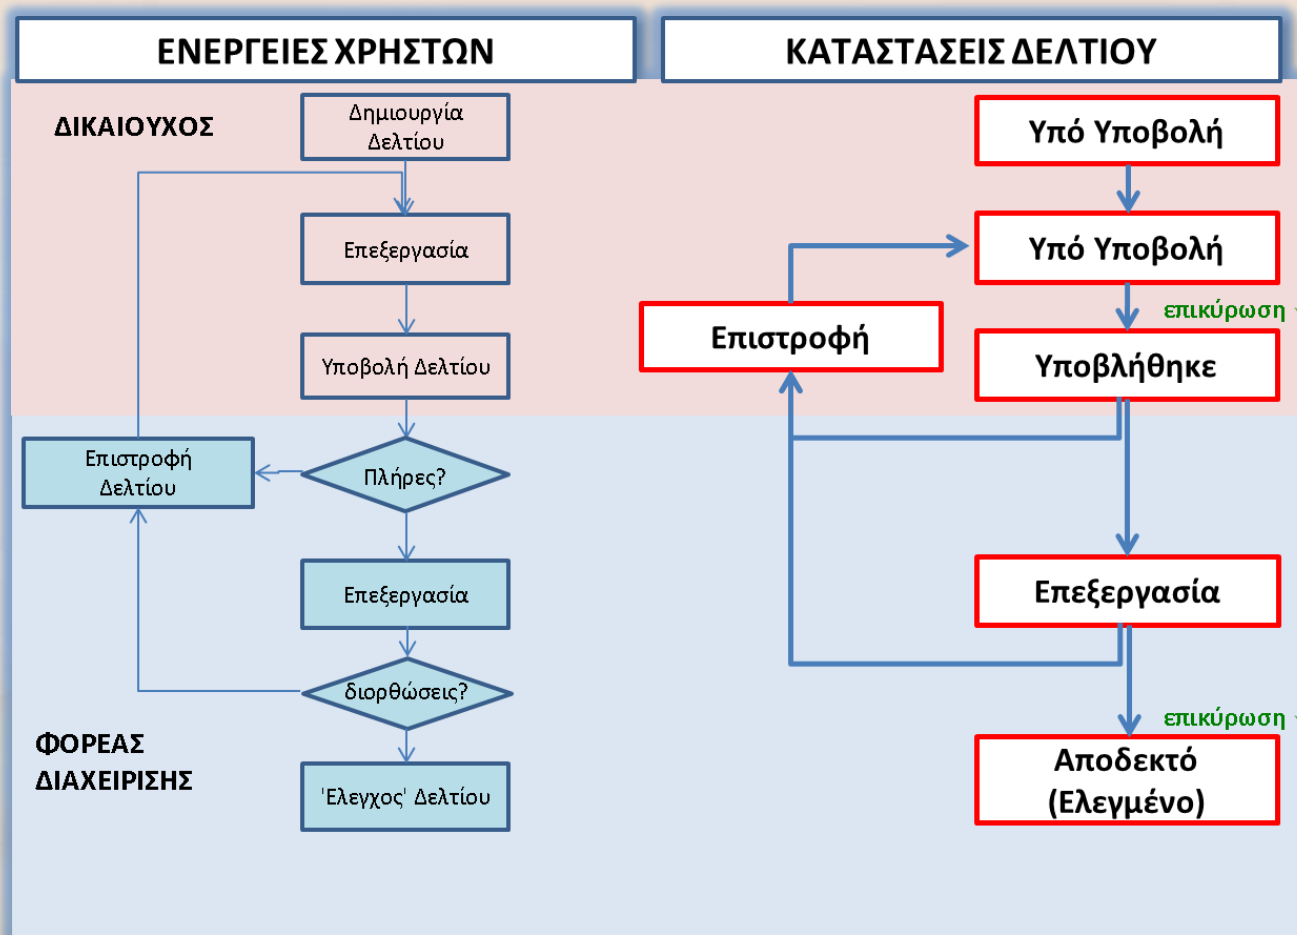 ΕΝΕΡΓΕΙΕΣ ΧΡΗΣΤΩΝ
ΚΑΤΑΣΤΑΣΕΙΣ ΔΕΛΤΙΟΥ
ΔΙΚΑΙΟΥΧΟΣ
Δημιουργία
Δελτίου
Επεξεργασία
Υποβολή Δελτίου
Επιστροφή
Δελτίου
Πλήρες?
Επεξεργασία
διορθώσεις?
ΦΟΡΕΑΣ
ΔΙΑΧΕΙΡΙΣΗΣ
'Ελεγχος' Δελτίου
Υπό Υποβολή
Υπό Υποβολή
επικύρωση
Επιστροφή
Υποβλήθηκε
Επεξεργασία
επικύρωση
Αποδεκτό
(Ελεγμένο)